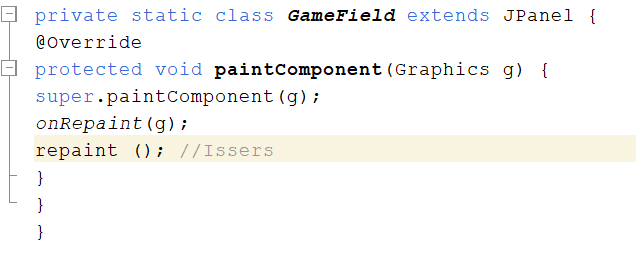 private static class GameField extends JPanel {
@Override
protected void paintComponent(Graphics g) {
super.paintComponent(g);
onRepaint(g);
repaint (); //Issers
}
}
}